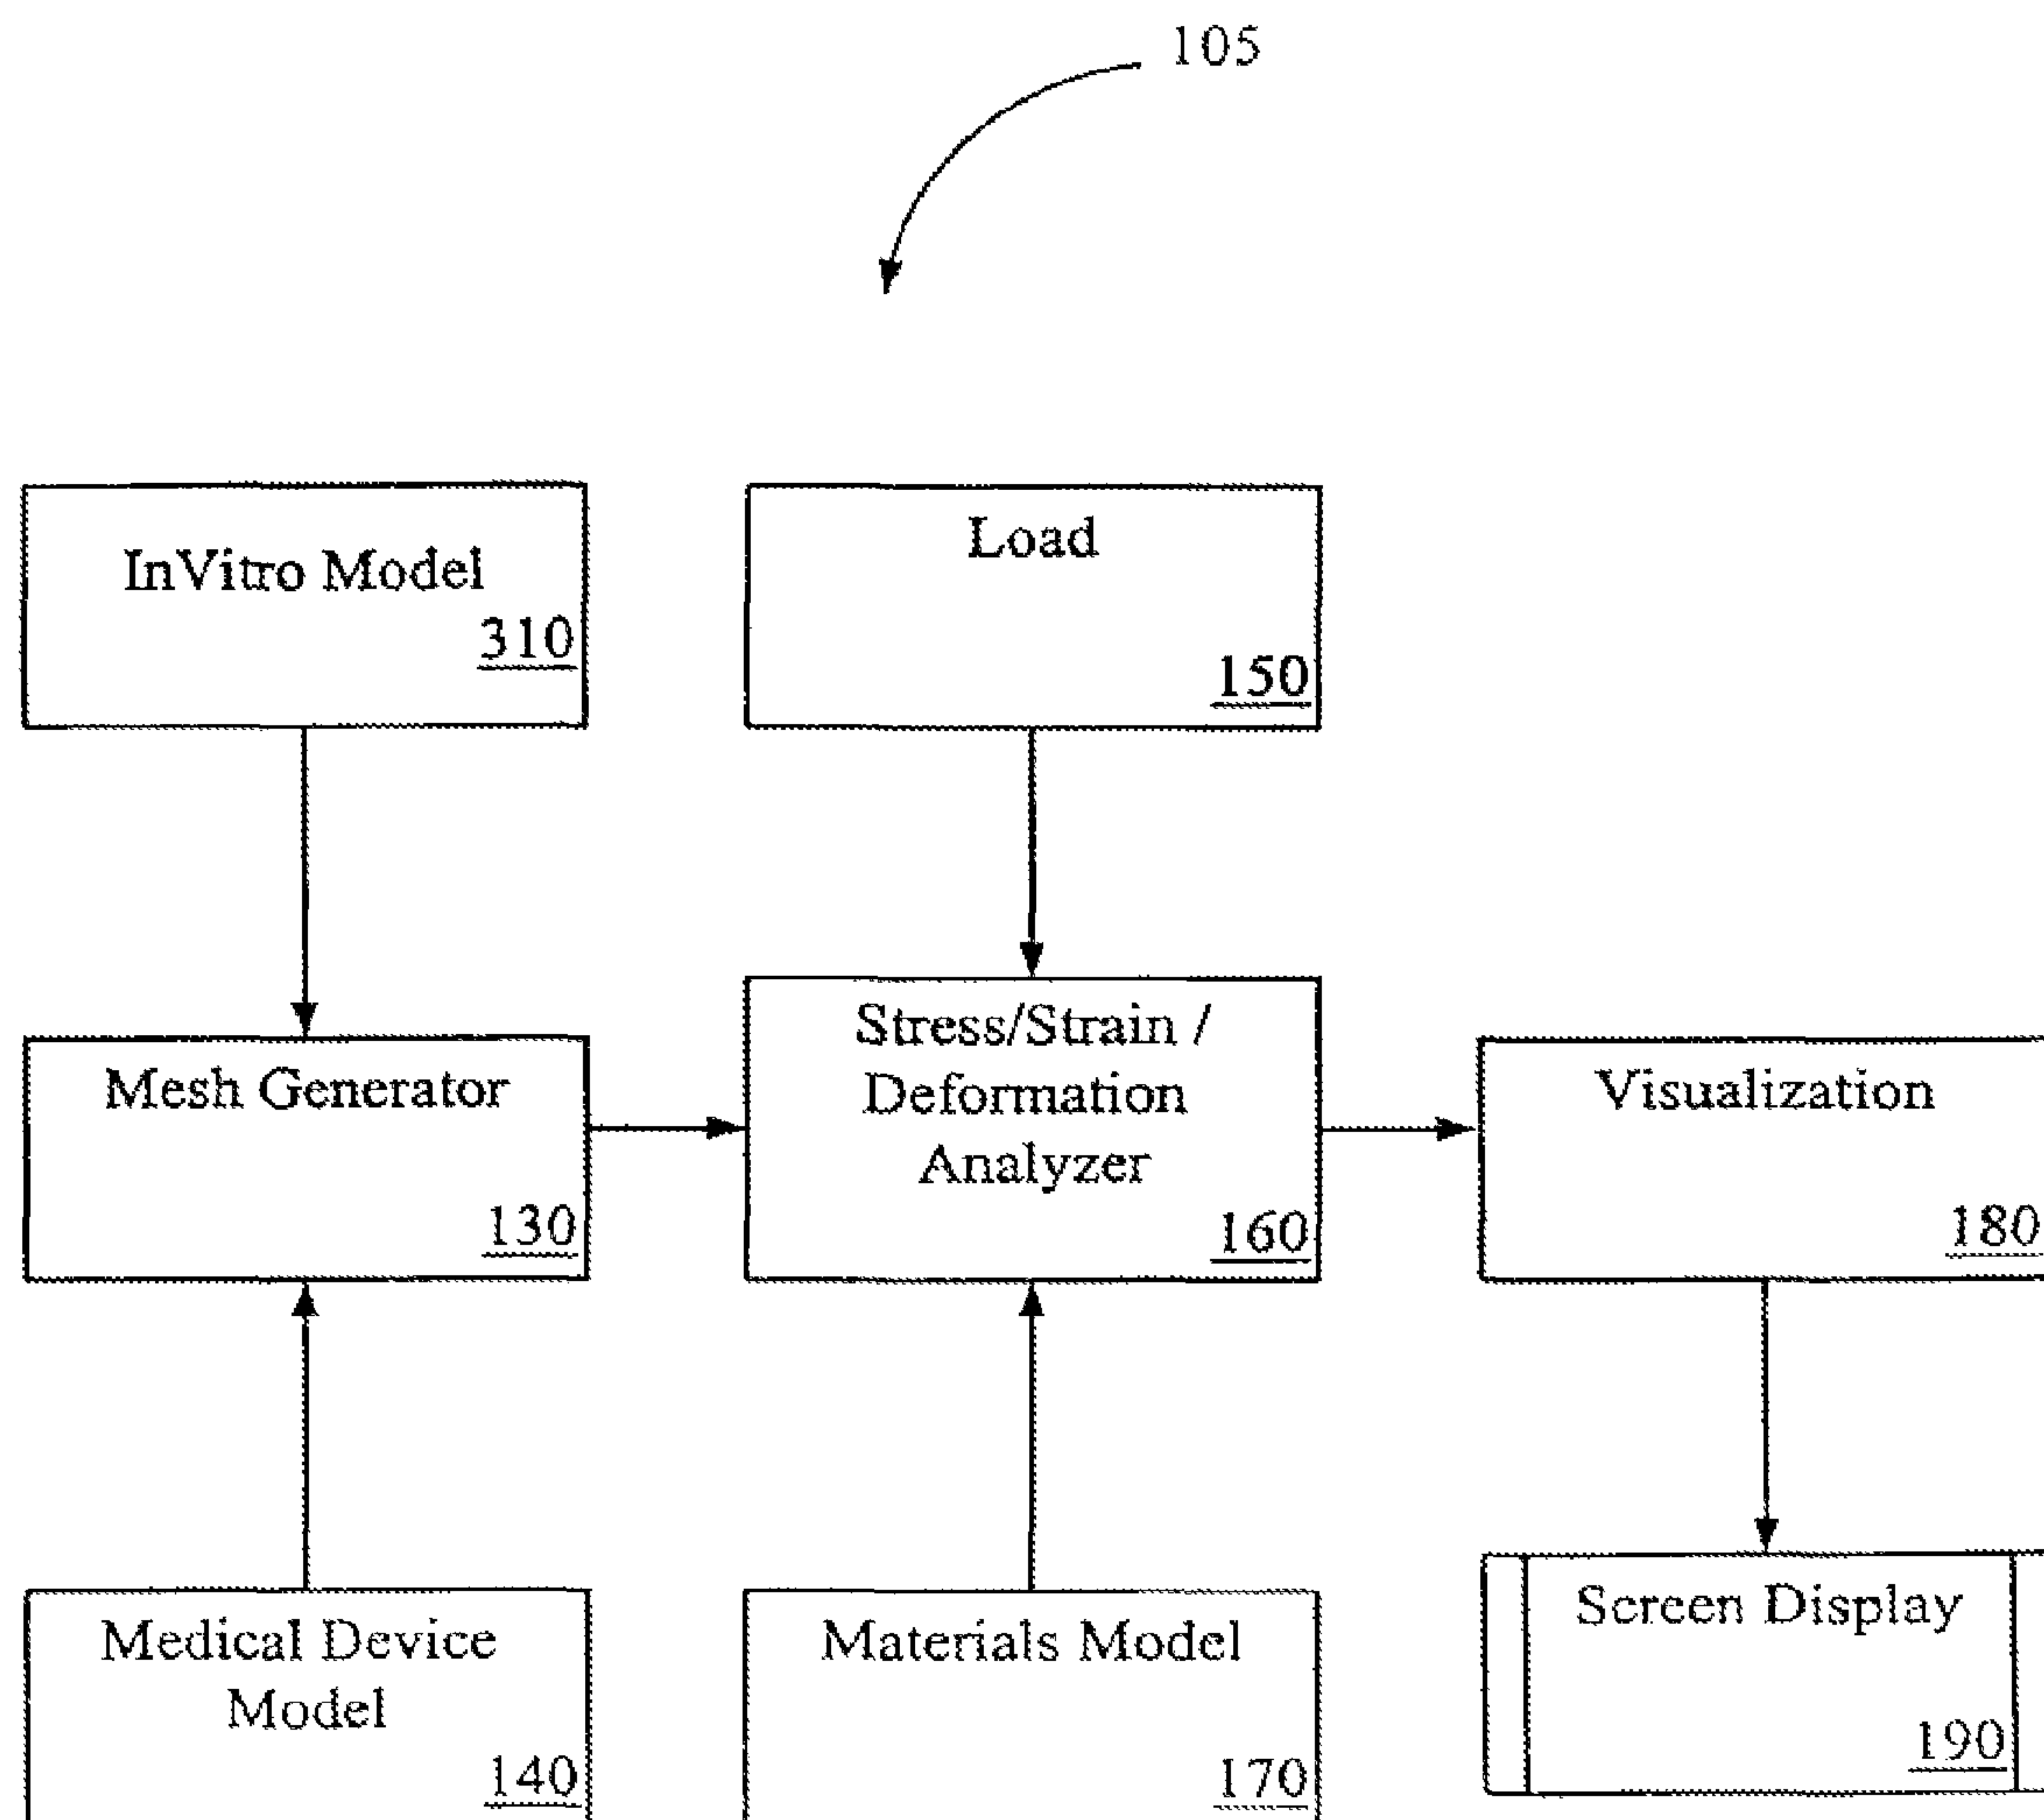 105
InVitro Model
310
Load
150
Mesh Generator
130
Stress/Strain /
Deformation
Analyzer
160
Visualization
180
Medical Device
Model
140
Materials Model
170
Screen Display
190